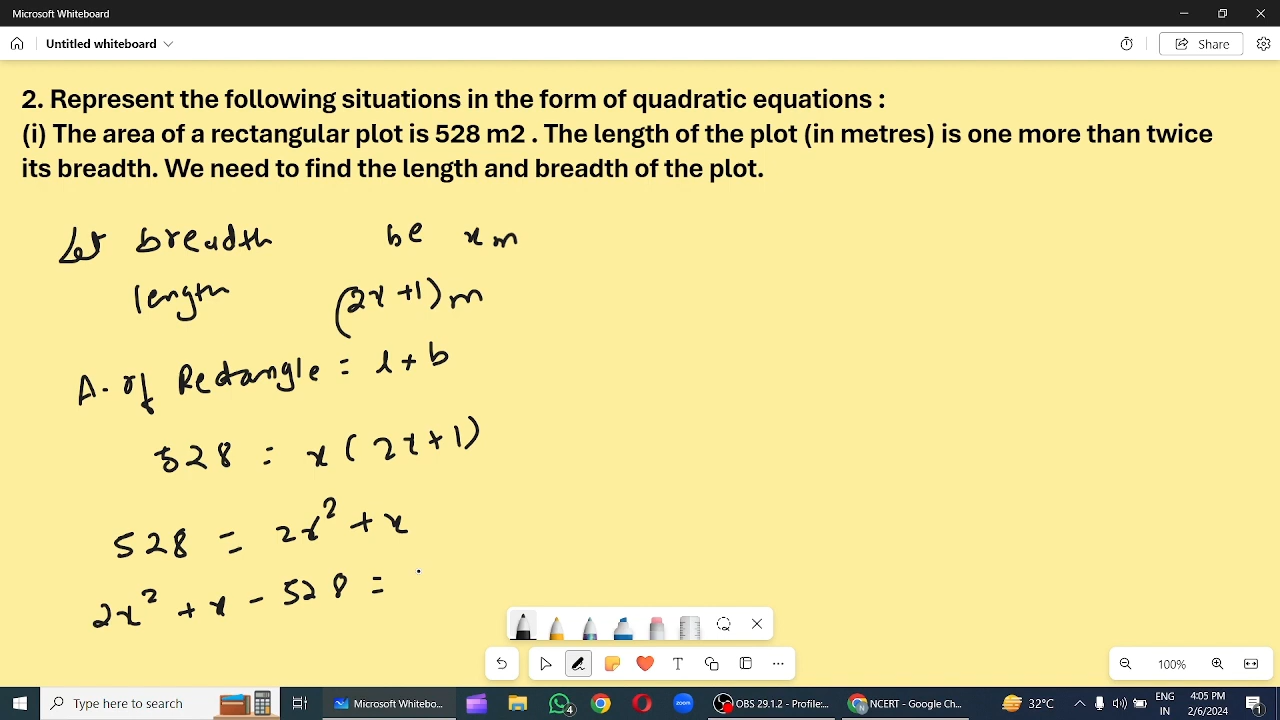 Microsoft Whiteboard
Untitled whiteboard
Share
2. Represent the following situations in the form of quadratic equations :
(i) The area of a rectangular plot is 528 m2 . The length of the plot (in metres) is one more than twice
its breadth. We need to find the length and breadth of the plot.
Let breadth be x m
length (2x+1) m
A. of Rectangle = l + b
528 = x(2x+1)
528 = 2x² + x
2x² + x - 528 =
100%
Type here to search
4
Microsoft Whitebo...
zoom
OBS 29.1.2 - Profile:...
NCERT - Google Ch...
32°C
ENG
IN
4:05 PM
2/6/2024